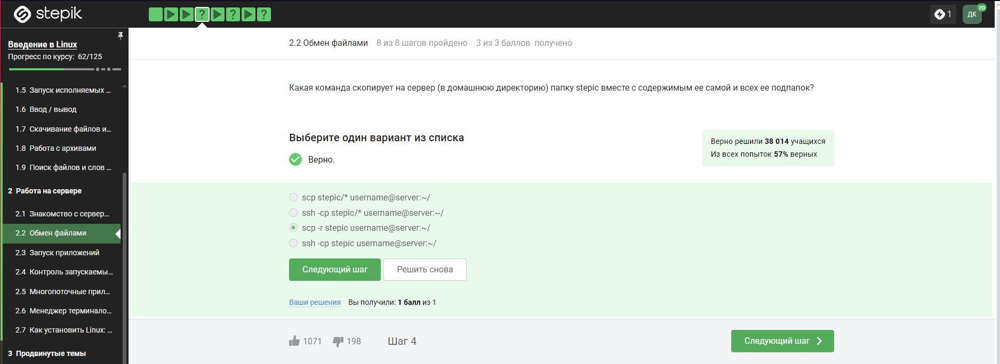 stepik
? ? ?
1
ДК
20
Введение в Linux
Прогресс по курсу: 62/125
1.5 Запуск исполняемых ...
1.6 Ввод / вывод
1.7 Скачивание файлов и...
1.8 Работа с архивами
1.9 Поиск файлов и слов ...
2 Работа на сервере
2.1 Знакомство с сервер...
2.2 Обмен файлами
2.3 Запуск приложений
2.4 Контроль запускаемы...
2.5 Многопоточные прил...
2.6 Менеджер терминало...
2.7 Как установить Linux: ...
3 Продвинутые темы
2.2 Обмен файлами 8 из 8 шагов пройдено 3 из 3 баллов получено
Какая команда скопирует на сервер (в домашнюю директорию) папку stepic вместе с содержимым ее самой и всех ее подпапок?
Выберите один вариант из списка
Верно.
Верно решили 38 014 учащихся
Из всех попыток 57% верных
scp stepic/* username@server:~/
ssh -cp stepic/* username@server:~/
scp -r stepic username@server:~/
ssh -cp stepic username@server:~/
Следующий шаг Решить снова
Ваши решения Вы получили: 1 балл из 1
1071 198 Шаг 4 Следующий шаг